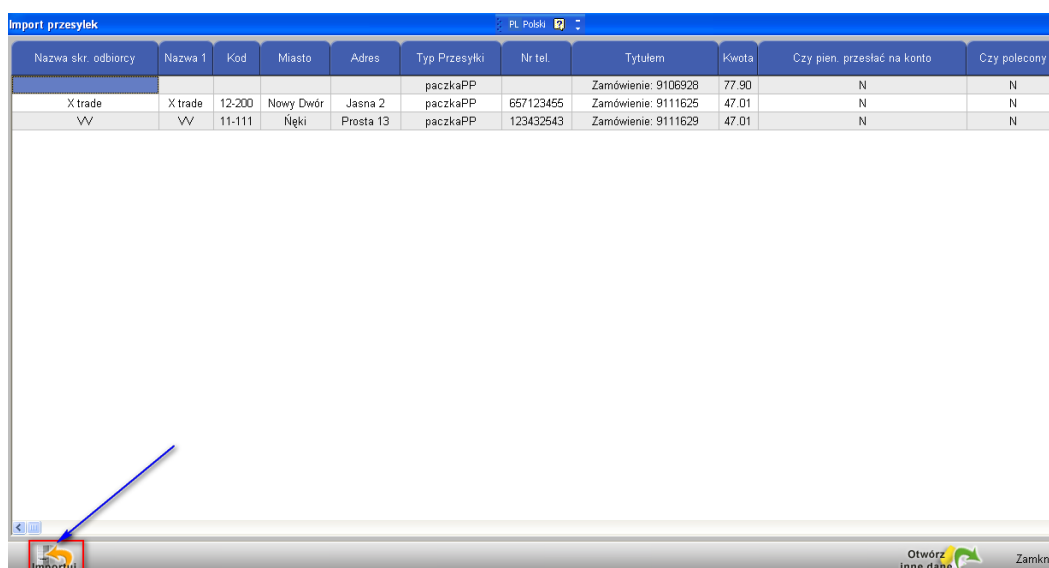 Import przesylek PL Polski
Nazwa skr. odbiorcy Nazwa 1 Kod Miasto Adres Typ Przesyłki Nr tel. Tytułem Kwota Czy pien. przesłać na konto Czy polecony
paczkaPP Zamówienie: 9106928 77.90 N N
X trade X trade 12-200 Nowy Dwór Jasna 2 paczkaPP 657123455 Zamówienie: 9111625 47.01 N N
VV VV 11-111 Ńęki Prosta 13 paczkaPP 123432543 Zamówienie: 9111629 47.01 N N
Importuj Otwórz inne dane Zamkn